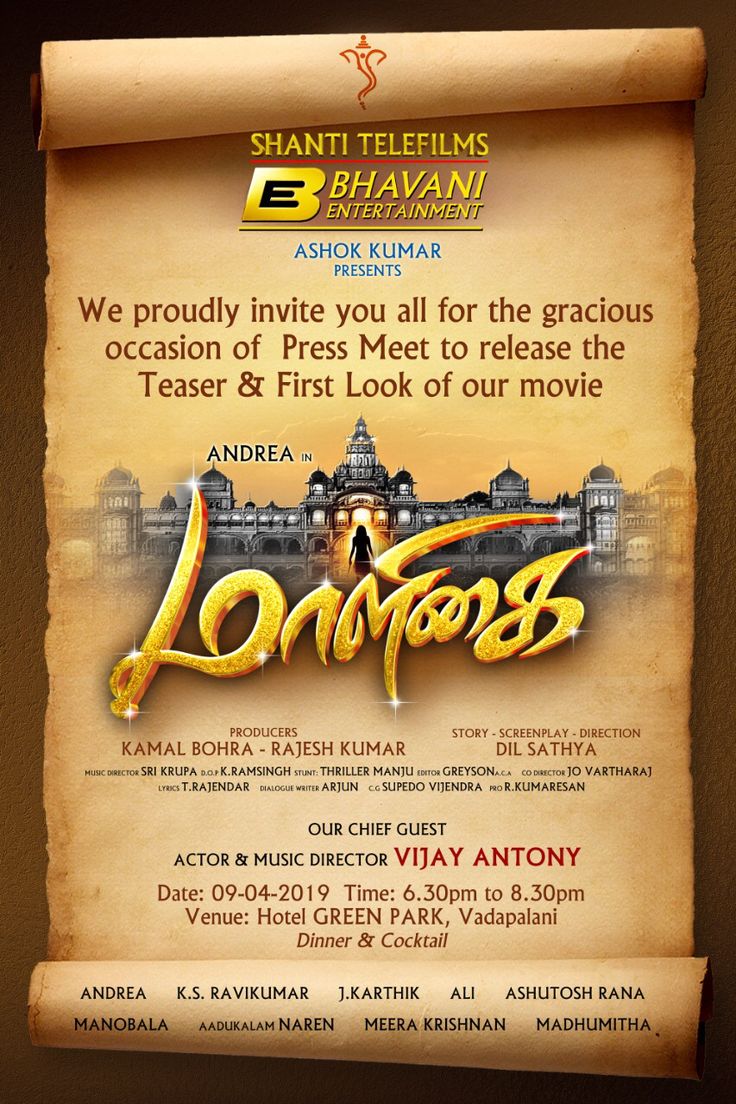 SHANTI TELEFILMS
BE BHAVANI
ENTERTAINMENT
ASHOK KUMAR
PRESENTS
We proudly invite you all for the gracious
occasion of Press Meet to release the
Teaser & First Look of our movie
ANDREA IN
மாளிகை
PRODUCERS
KAMAL BOHRA - RAJESH KUMAR
STORY - SCREENPLAY - DIRECTION
DIL SATHYA
MUSIC DIRECTOR SRI KRUPA D.O.P K.RAMSINGH STUNT: THRILLER MANJU EDITOR GREYSON A.C.A CO DIRECTOR JO VARTHARAJ
LYRICS T.RAJENDAR DIALOGUE WRITER ARJUN C.G SUPEDO VIJENDRA PRO R.KUMARESAN
OUR CHIEF GUEST
ACTOR & MUSIC DIRECTOR VIJAY ANTONY
Date: 09-04-2019 Time: 6.30pm to 8.30pm
Venue: Hotel GREEN PARK, Vadapalani
Dinner & Cocktail
ANDREA K.S. RAVIKUMAR J.KARTHIK ALI ASHUTOSH RANA
MANOBALA AADUKALAM NAREN MEERA KRISHNAN MADHUMITHA